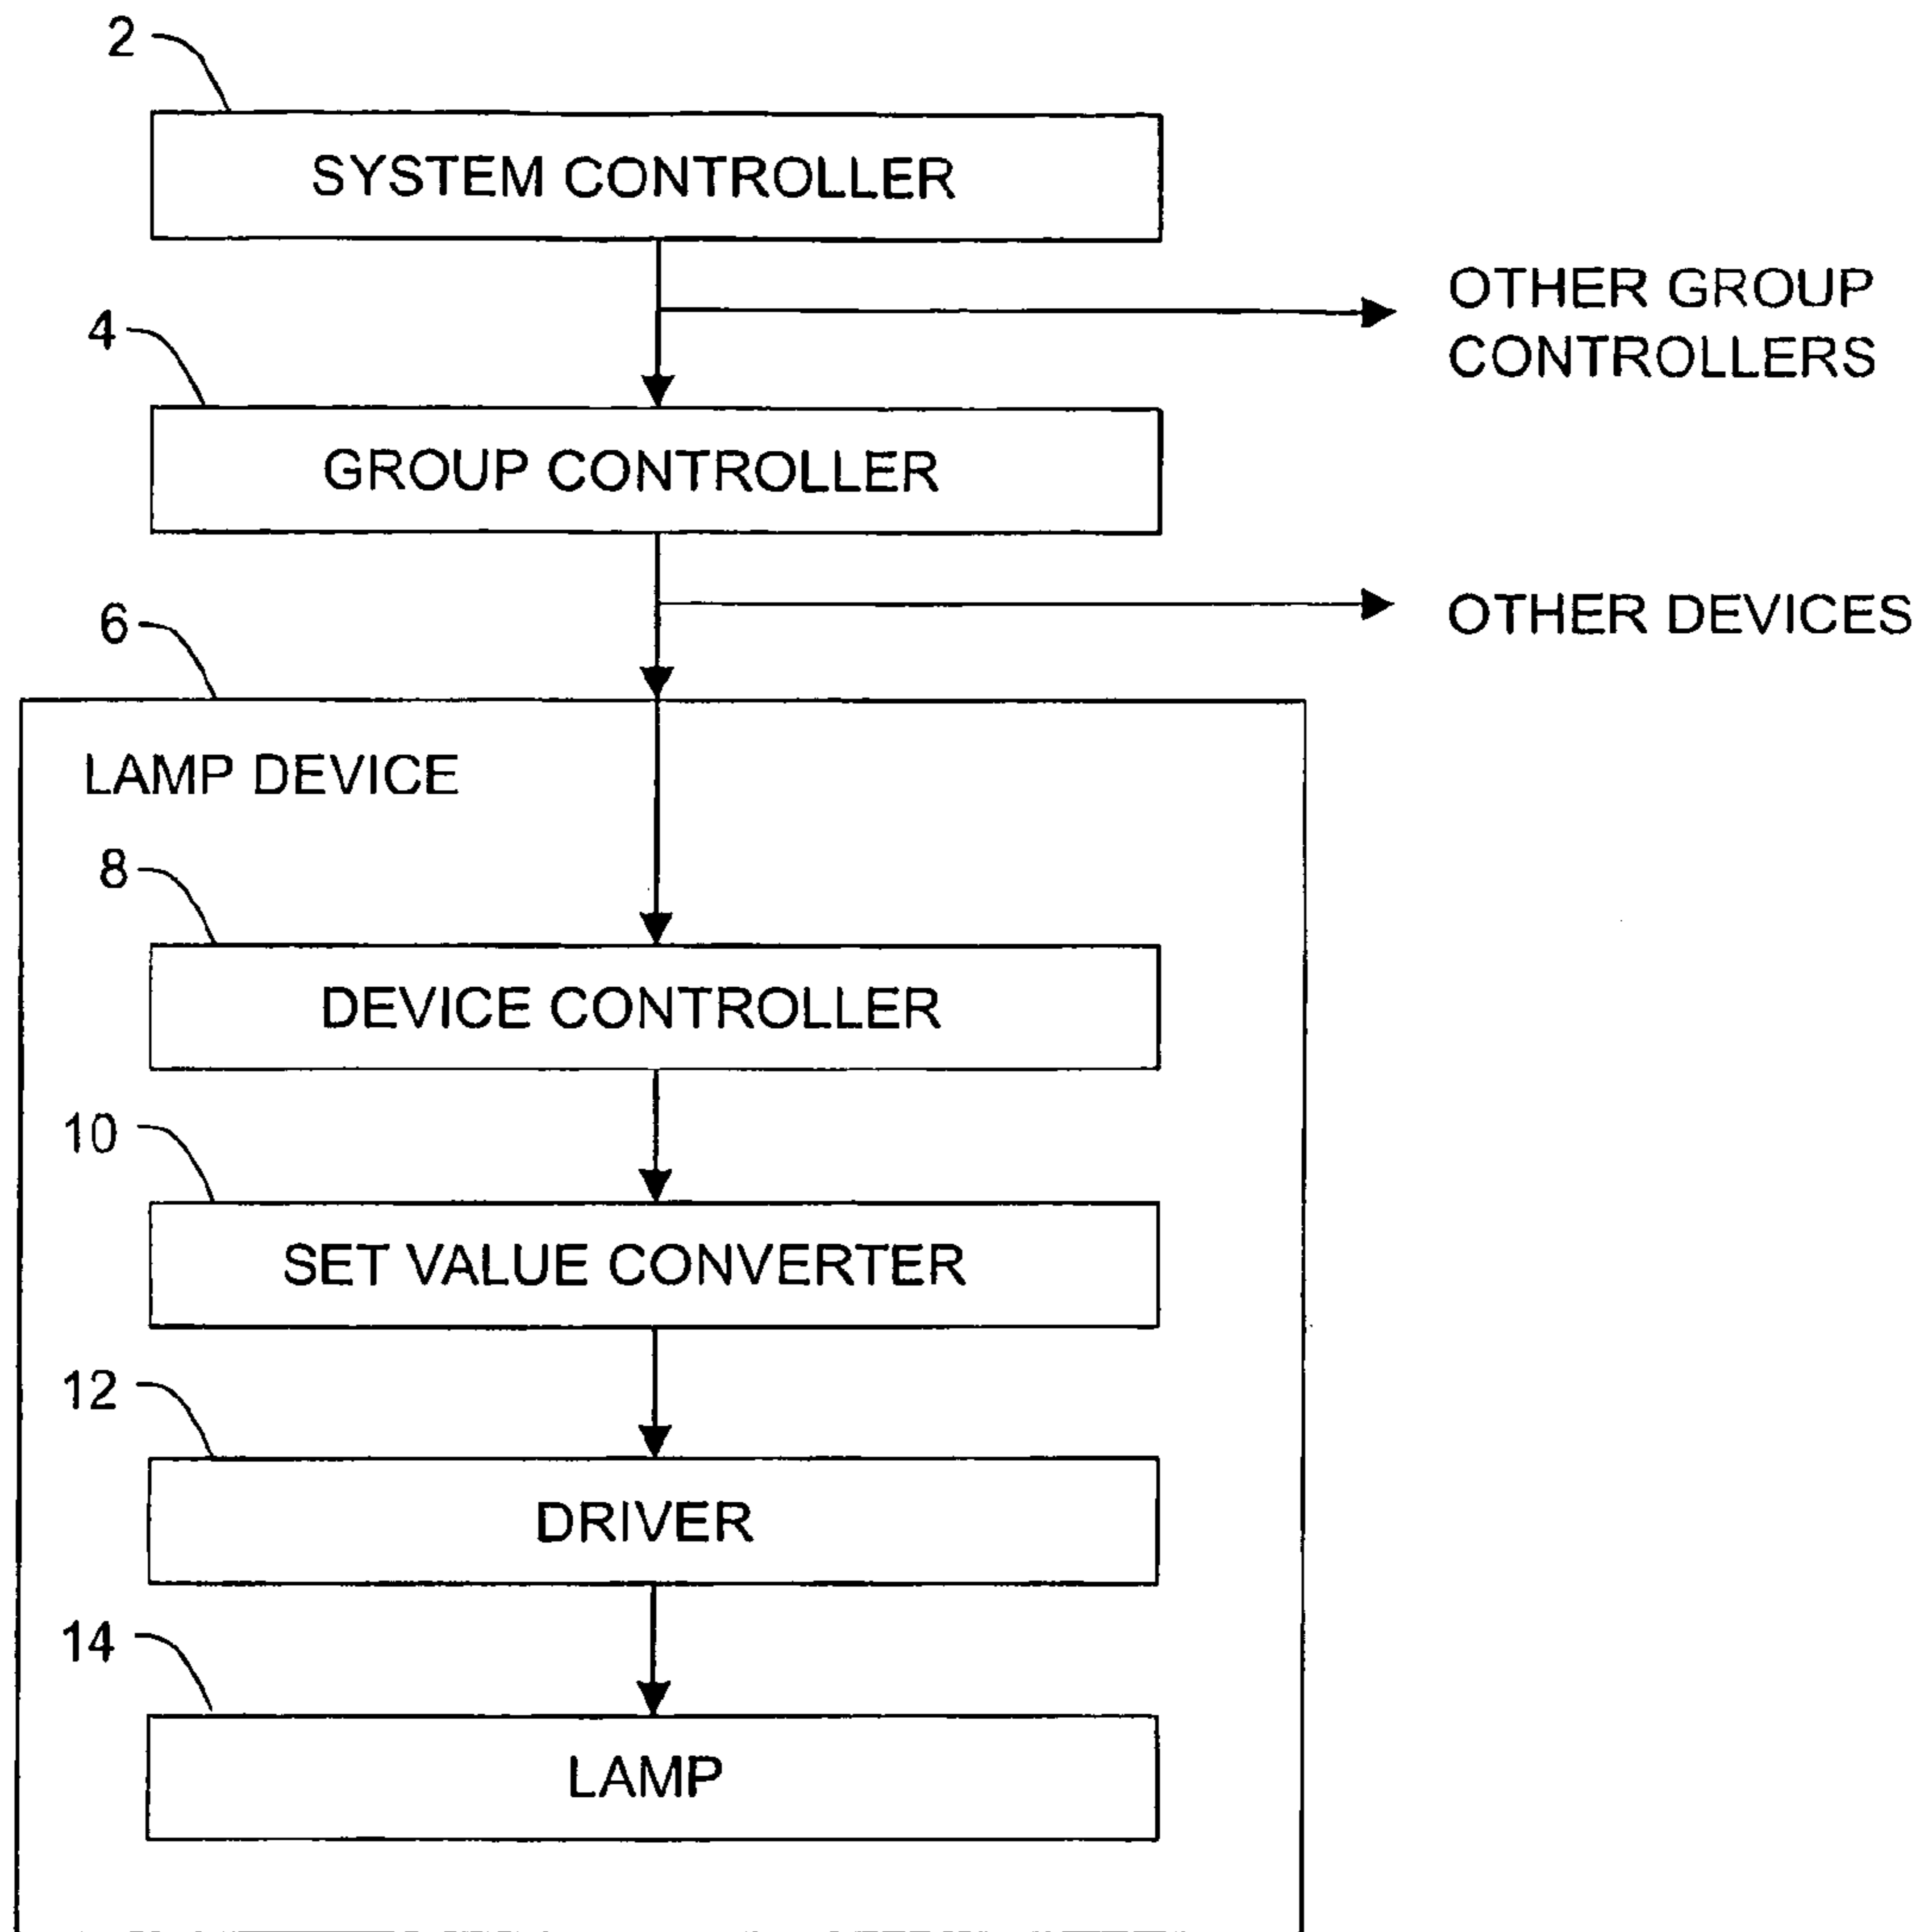 2
SYSTEM CONTROLLER
OTHER GROUP
CONTROLLERS
4
GROUP CONTROLLER
OTHER DEVICES
6
LAMP DEVICE
8
DEVICE CONTROLLER
10
SET VALUE CONVERTER
12
DRIVER
14
LAMP